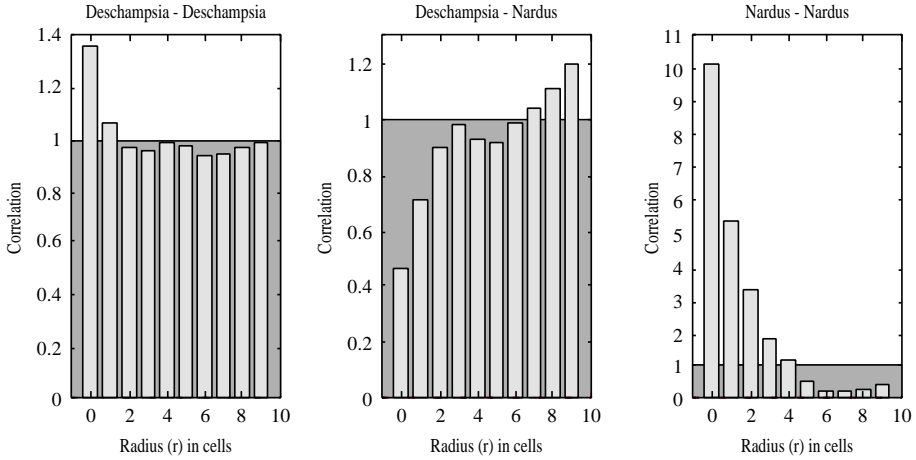 Deschampsia - Deschampsia
1.4
1.2
1
0.8
0.6
0.4
0.2
0
Correlation
0 2 4 6 8 10
Radius (r) in cells
Deschampsia - Nardus
1.2
1
0.8
0.6
0.4
0.2
0
Correlation
0 2 4 6 8 10
Radius (r) in cells
Nardus - Nardus
11
10
9
8
7
6
5
4
3
2
1
0
Correlation
0 2 4 6 8 10
Radius (r) in cells